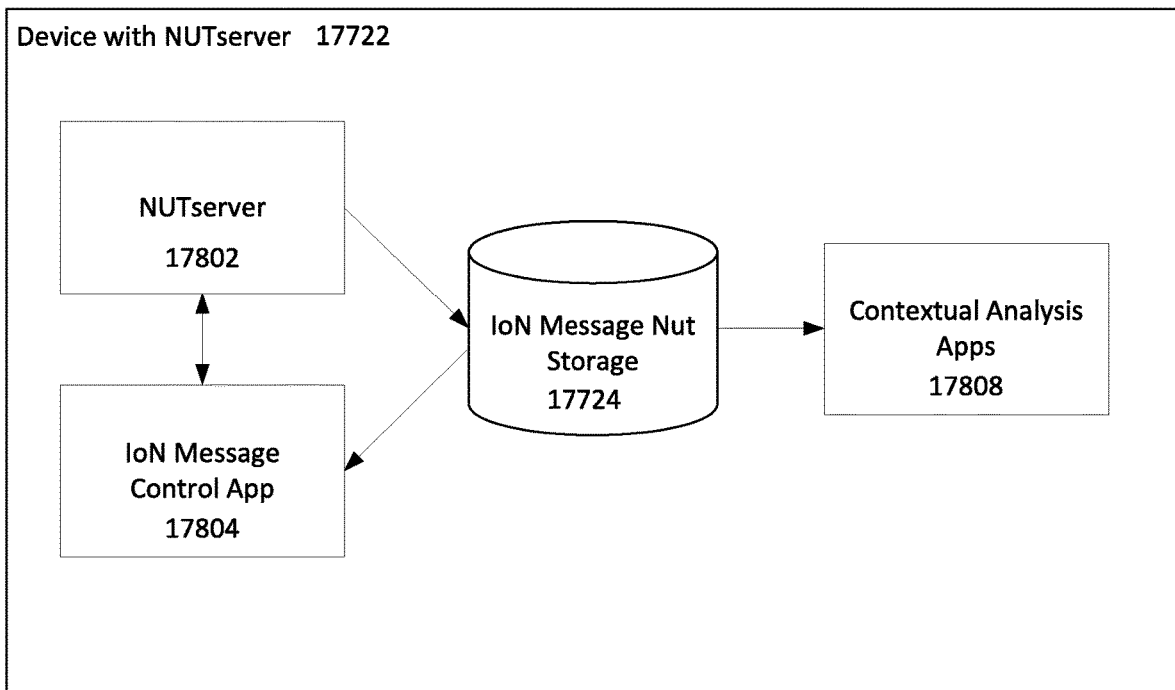 Device with NUTserver 17722
NUTserver
17802
IoN Message Nut
Storage
17724
Contextual Analysis
Apps
17808
IoN Message
Control App
17804